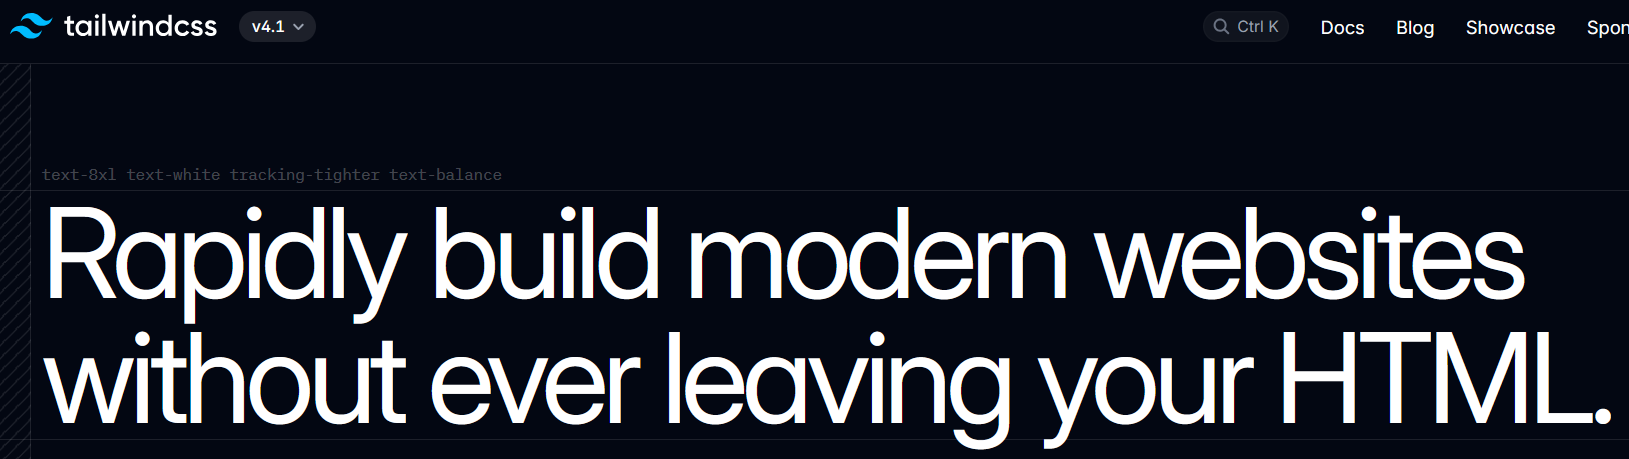 tailwindcss v4.1 Ctrl K Docs Blog Showcase Spon
text-8xl text-white tracking-tighter text-balance
Rapidly build modern websites
without ever leaving your HTML.